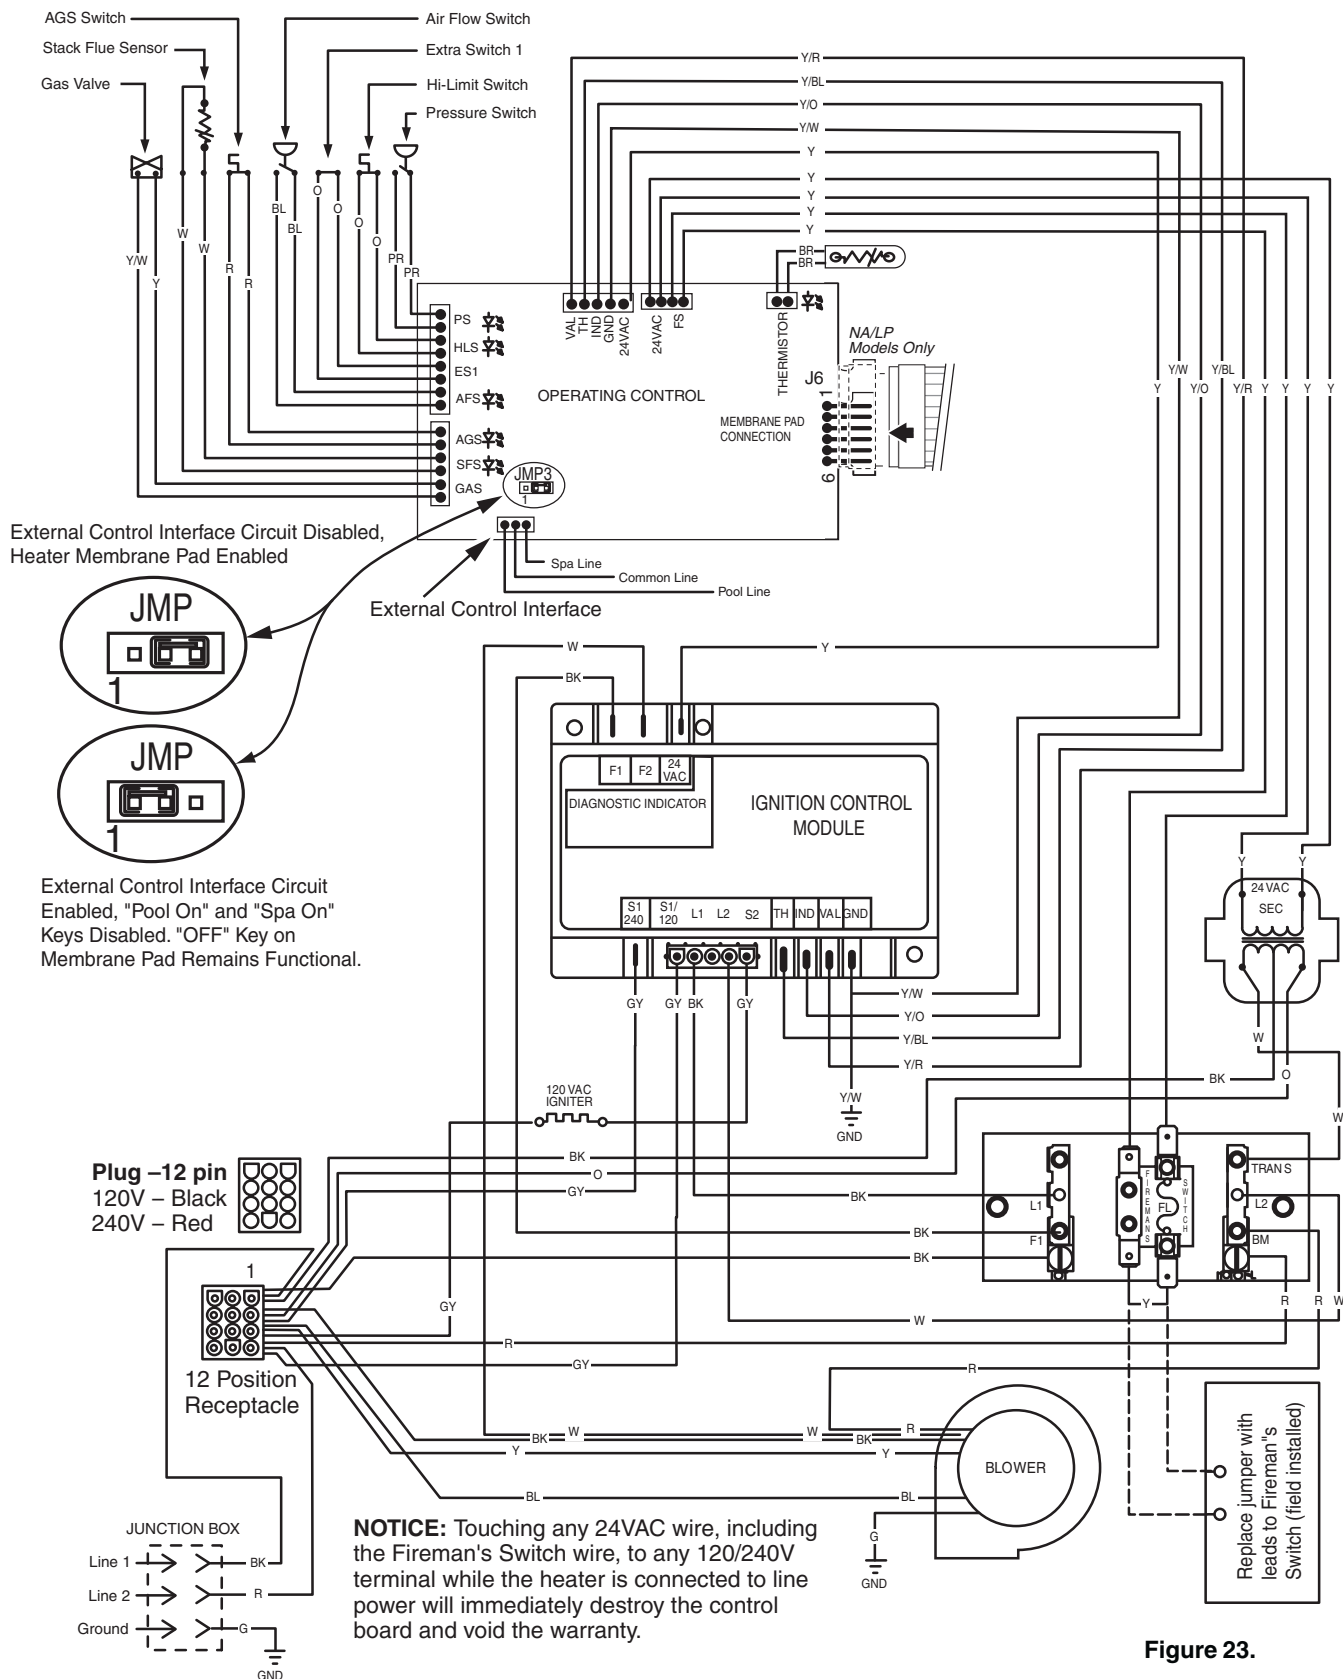 AGS Switch
Stack Flue Sensor
Gas Valve
Air Flow Switch
Extra Switch 1
Hi-Limit Switch
Pressure Switch
Y/R
Y/BL
Y/O
Y/W
Y
Y
Y
Y
Y
BR
BR
O
O
O
O
BL
BL
W
W
Y/W
Y
R
R
PR
PR
PS
HLS
ES1
AFS
AGS
SFS
GAS
VAL
TH
IND
GND
24VAC
24VAC
FS
THERMISTOR
OPERATING CONTROL
NA/LP
Models Only
J6
1
6
MEMBRANE PAD
CONNECTION
JMP3
1
Y
Y/W
Y/O
Y/BL
Y/R
Y
Y
Y
Y
External Control Interface Circuit Disabled,
Heater Membrane Pad Enabled
JMP
1
JMP
1
External Control Interface Circuit
Enabled, "Pool On" and "Spa On"
Keys Disabled. "OFF" Key on
Membrane Pad Remains Functional.
Spa Line
Common Line
Pool Line
External Control Interface
W
BK
Y
F1 F2 24 VAC
DIAGNOSTIC INDICATOR
IGNITION CONTROL
MODULE
S1 240
S1/ 120
L1 L2 S2
TH IND VAL GND
GY
GY BK
GY
Y/W
Y/O
Y/BL
Y/R
Y/W
GND
Y
Y
24 VAC
SEC
W
O
BK
W
120 VAC
IGNITER
Plug –12 pin
120V – Black
240V – Red
BK
O
GY
BK
BK
BK
L1
F1
FIREMANS
SWITCH
FL
TRANS
L2
BM
Y
R R W
1
12 Position
Receptacle
GY
W
R
GY
R
W
BK
Y
W
BK
Y
R
BL
BL
BLOWER
G
GND
Replace jumper with
leads to Fireman"s
Switch (field installed)
JUNCTION BOX
Line 1
BK
Line 2
R
Ground
G
GND
NOTICE: Touching any 24VAC wire, including
the Fireman's Switch wire, to any 120/240V
terminal while the heater is connected to line
power will immediately destroy the control
board and void the warranty.
Figure 23.